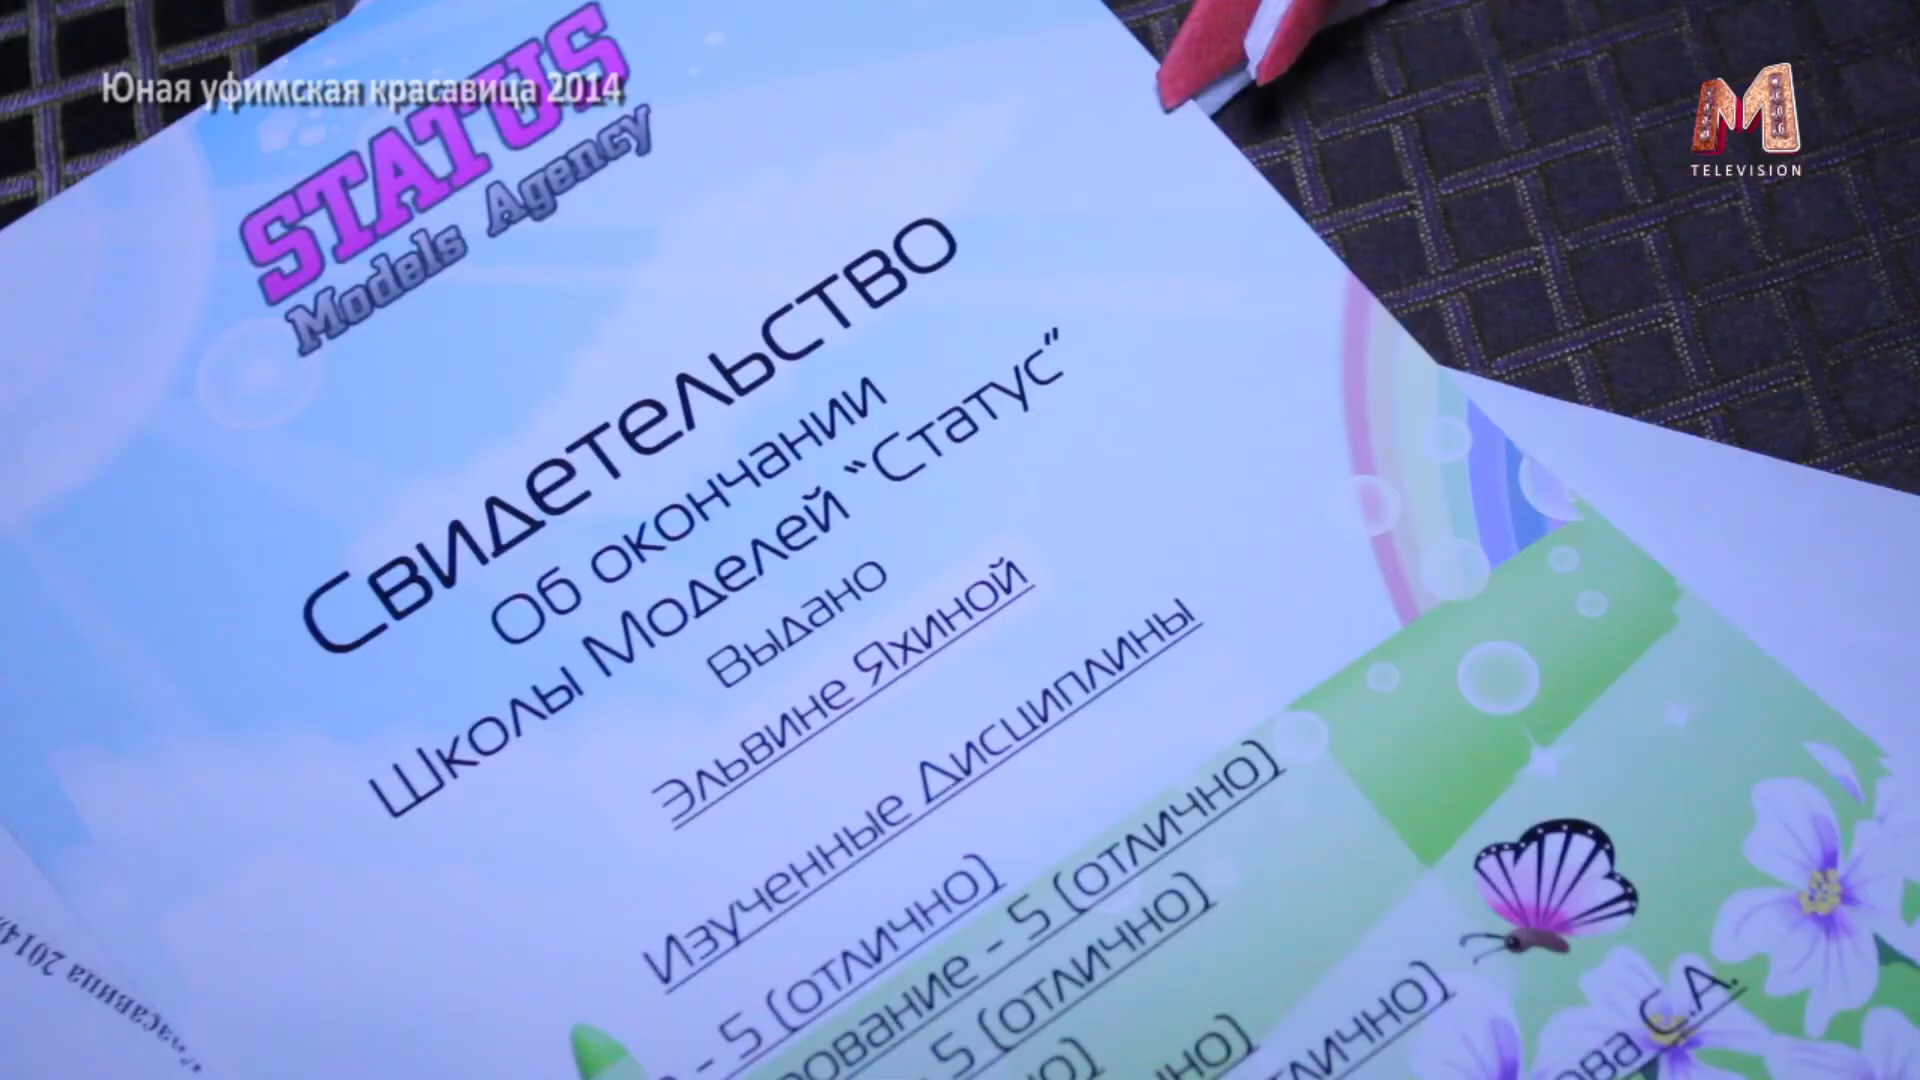 Юная уфимская красавица 2014
TELEVISION
STATUS
Models Agency
Свидетельство
Об окончании
Школы Моделей “Статус”
Выдано
Эльвине Яхиной
Изученные Дисциплины
- 5 (отлично)
- 5 (отлично)
5 (отлично)
С.А.
2014